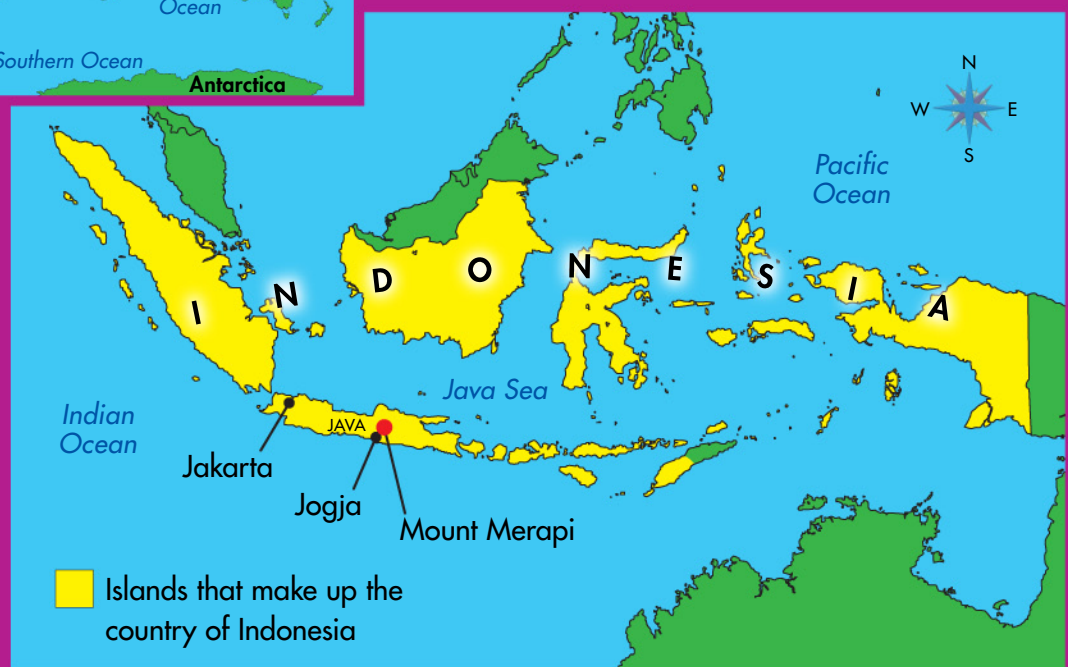 Ocean
Southern Ocean
Antarctica
N
W E
S
Pacific
Ocean
INDONESIA
Java Sea
Indian
Ocean
JAVA
Jakarta
Jogja
Mount Merapi
Islands that make up the
country of Indonesia